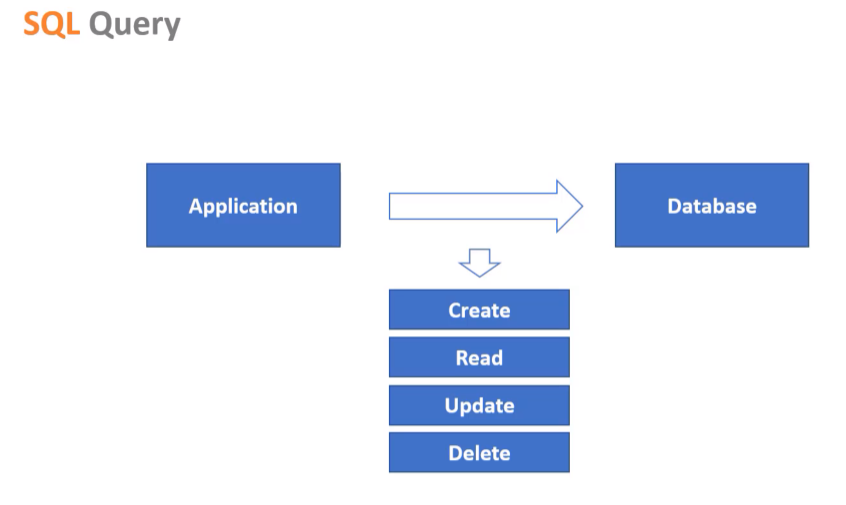 SQL Query
Application
Database
Create
Read
Update
Delete